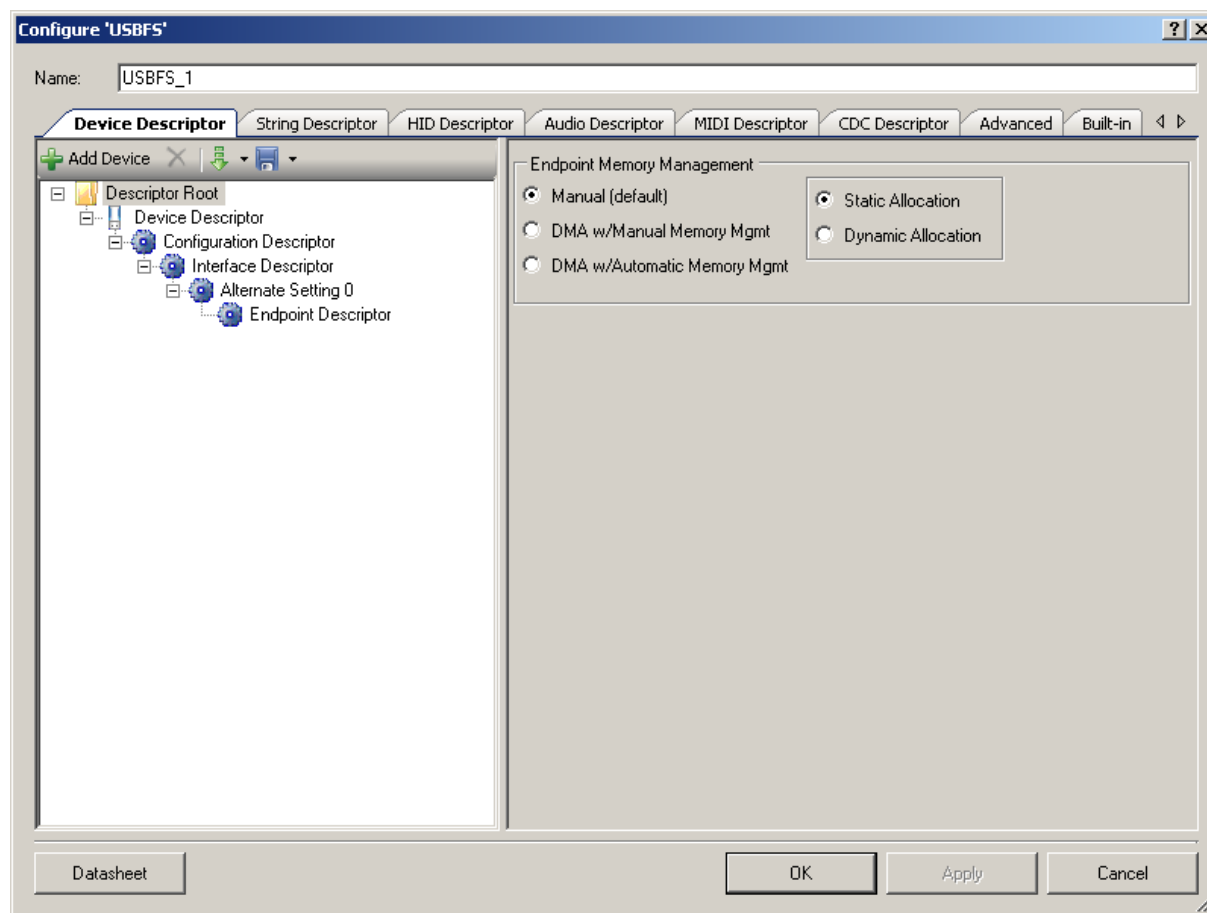 Configure 'USBFS'
Name: USBFS_1
Device Descriptor String Descriptor HID Descriptor Audio Descriptor MIDI Descriptor CDC Descriptor Advanced Built-in
Add Device
Descriptor Root
Device Descriptor
Configuration Descriptor
Interface Descriptor
Alternate Setting 0
Endpoint Descriptor
Endpoint Memory Management
Manual (default)
DMA w/Manual Memory Mgmt
DMA w/Automatic Memory Mgmt
Static Allocation
Dynamic Allocation
Datasheet OK Apply Cancel